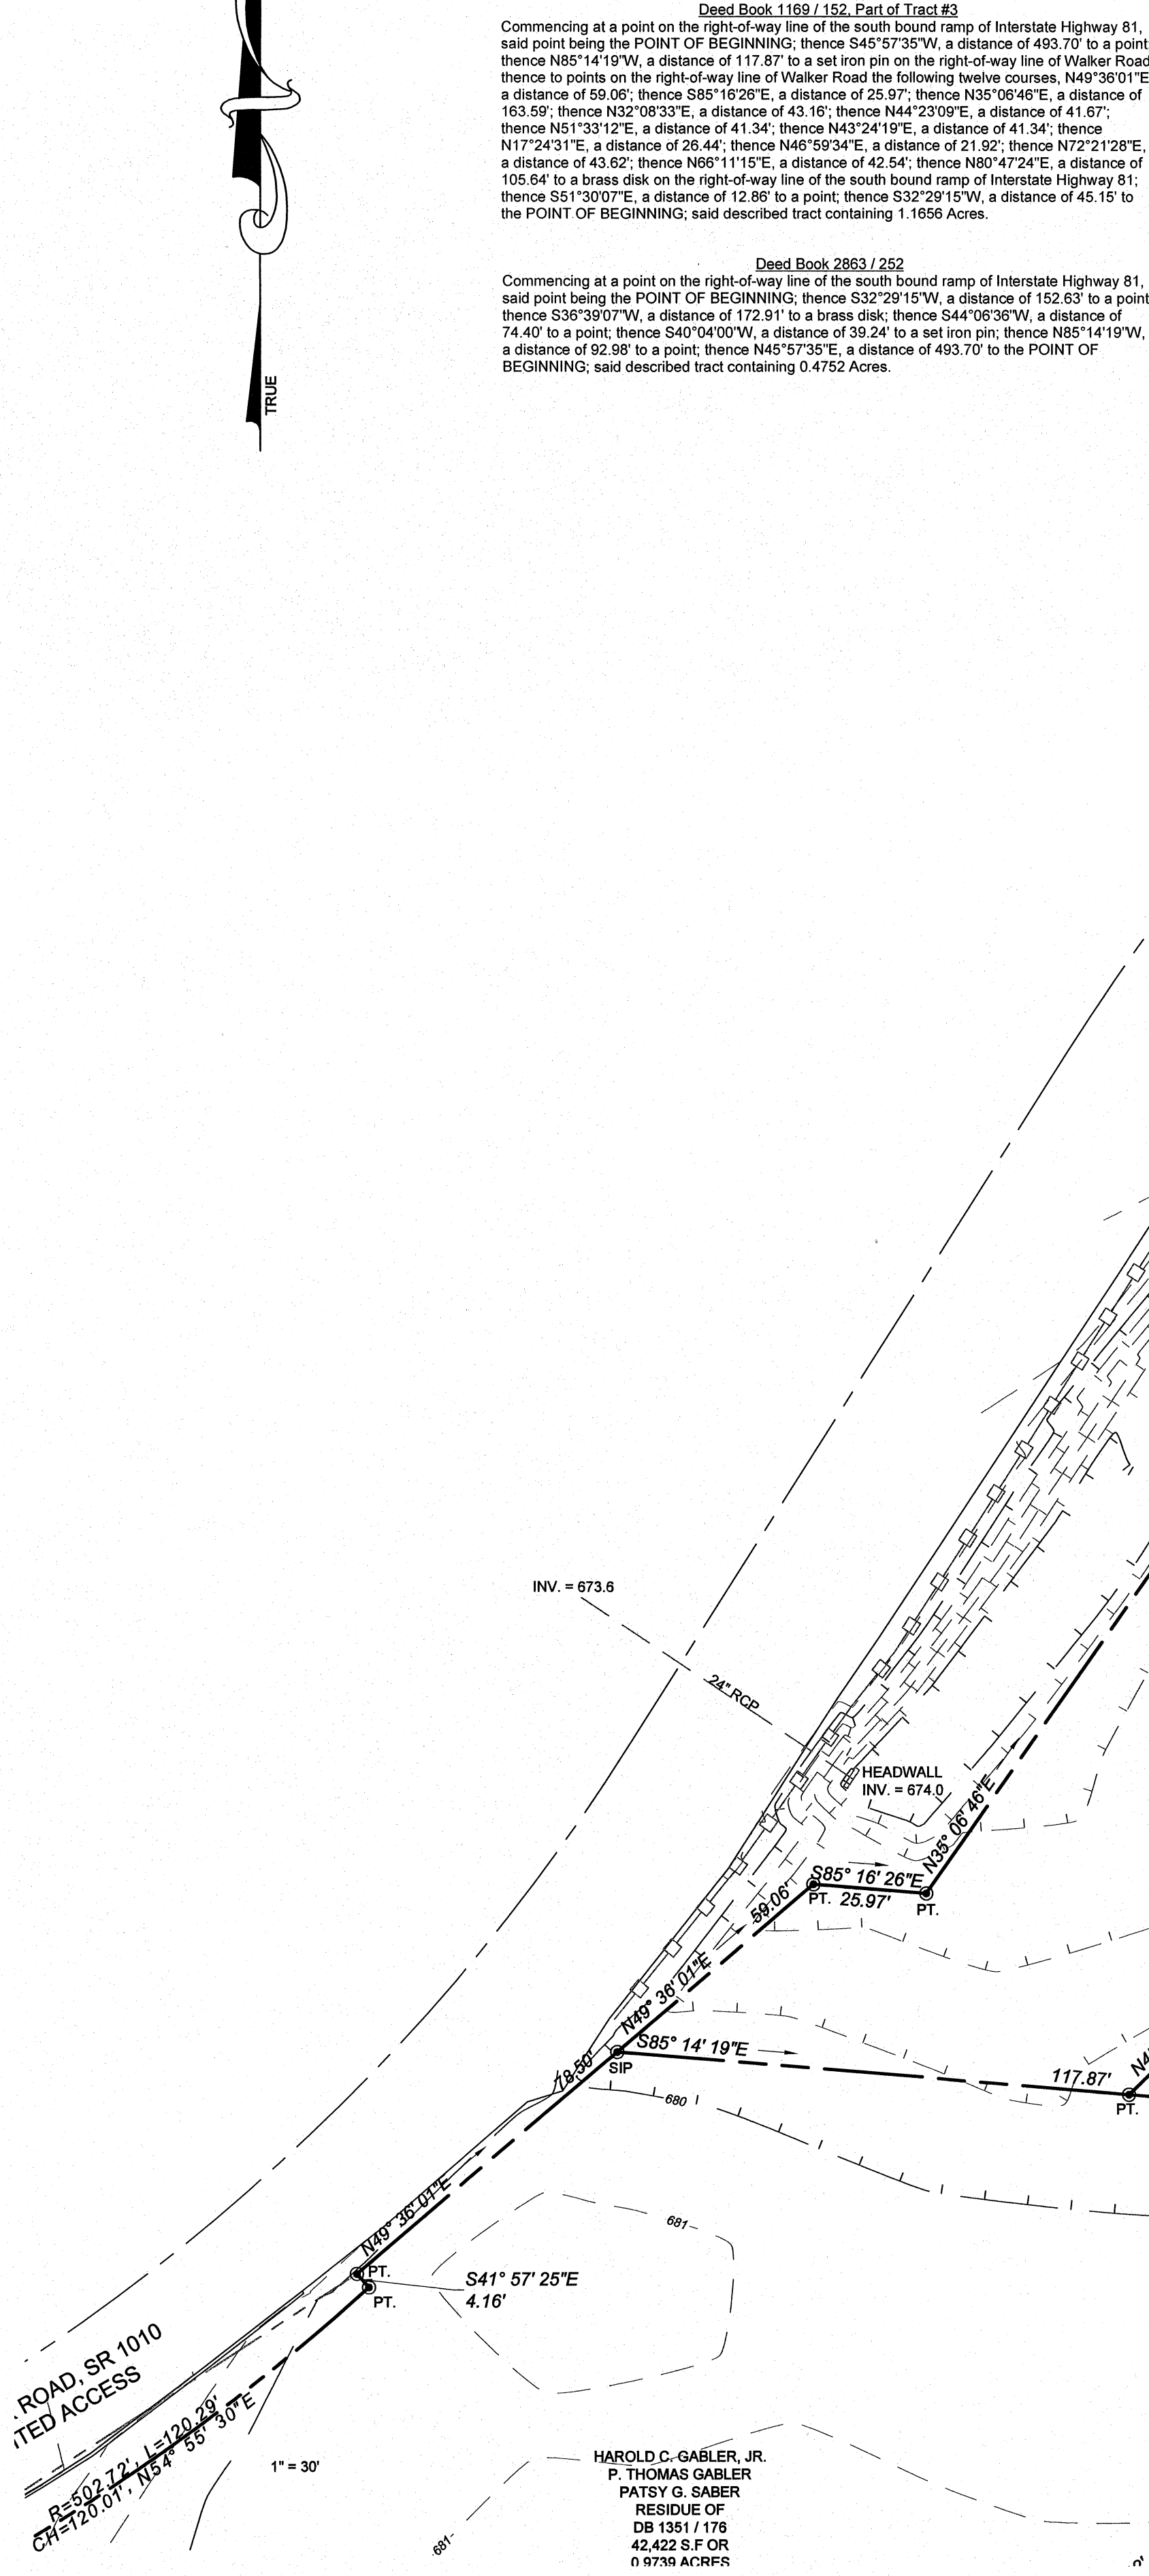 Deed Book 1169 / 152, Part of Tract #3
Commencing at a point on the right-of-way line of the south bound ramp of Interstate Highway 81,
said point being the POINT OF BEGINNING; thence S45°57'35"W, a distance of 493.70' to a point
thence N85°14'19"W, a distance of 117.87' to a set iron pin on the right-of-way line of Walker Road
thence to points on the right-of-way line of Walker Road the following twelve courses, N49°36'01"E
a distance of 59.06'; thence S85°16'26"E, a distance of 25.97'; thence N35°06'46"E, a distance of
163.59'; thence N32°08'33"E, a distance of 43.16'; thence N44°23'09"E, a distance of 41.67';
thence N51°33'12"E, a distance of 41.34'; thence N43°24'19"E, a distance of 41.34'; thence
N17°24'31"E, a distance of 26.44'; thence N46°59'34"E, a distance of 21.92'; thence N72°21'28"E,
a distance of 43.62'; thence N66°11'15"E, a distance of 42.54'; thence N80°47'24"E, a distance of
105.64' to a brass disk on the right-of-way line of the south bound ramp of Interstate Highway 81;
thence S51°30'07"E, a distance of 12.86' to a point; thence S32°29'15"W, a distance of 45.15' to
the POINT OF BEGINNING; said described tract containing 1.1656 Acres.
Deed Book 2863 / 252
Commencing at a point on the right-of-way line of the south bound ramp of Interstate Highway 81,
said point being the POINT OF BEGINNING; thence S32°29'15"W, a distance of 152.63' to a point
thence S36°39'07"W, a distance of 172.91' to a brass disk; thence S44°06'36"W, a distance of
74.40' to a point; thence S40°04'00"W, a distance of 39.24' to a set iron pin; thence N85°14'19"W,
a distance of 92.98' to a point; thence N45°57'35"E, a distance of 493.70' to the POINT OF
BEGINNING; said described tract containing 0.4752 Acres.
TRUE
INV. = 673.6
24" RCP
HEADWALL
INV. = 674.0
N35° 06' 46"E
S85° 16' 26"E
25.97'
PT.
PT.
59.06'
N49° 36' 01"E
S85° 14' 19"E
SIP
78.50'
117.87'
N4
PT.
680
N49° 36' 01"E
681
PT.
PT.
S41° 57' 25"E
4.16'
ROAD, SR 1010
ITED ACCESS
R=502.72', L=120.29'
CH=120.01', N54° 55' 30"E
1" = 30'
HAROLD C. GABLER, JR.
P. THOMAS GABLER
PATSY G. SABER
RESIDUE OF
DB 1351 / 176
42,422 S.F OR
0.9739 ACRES
681